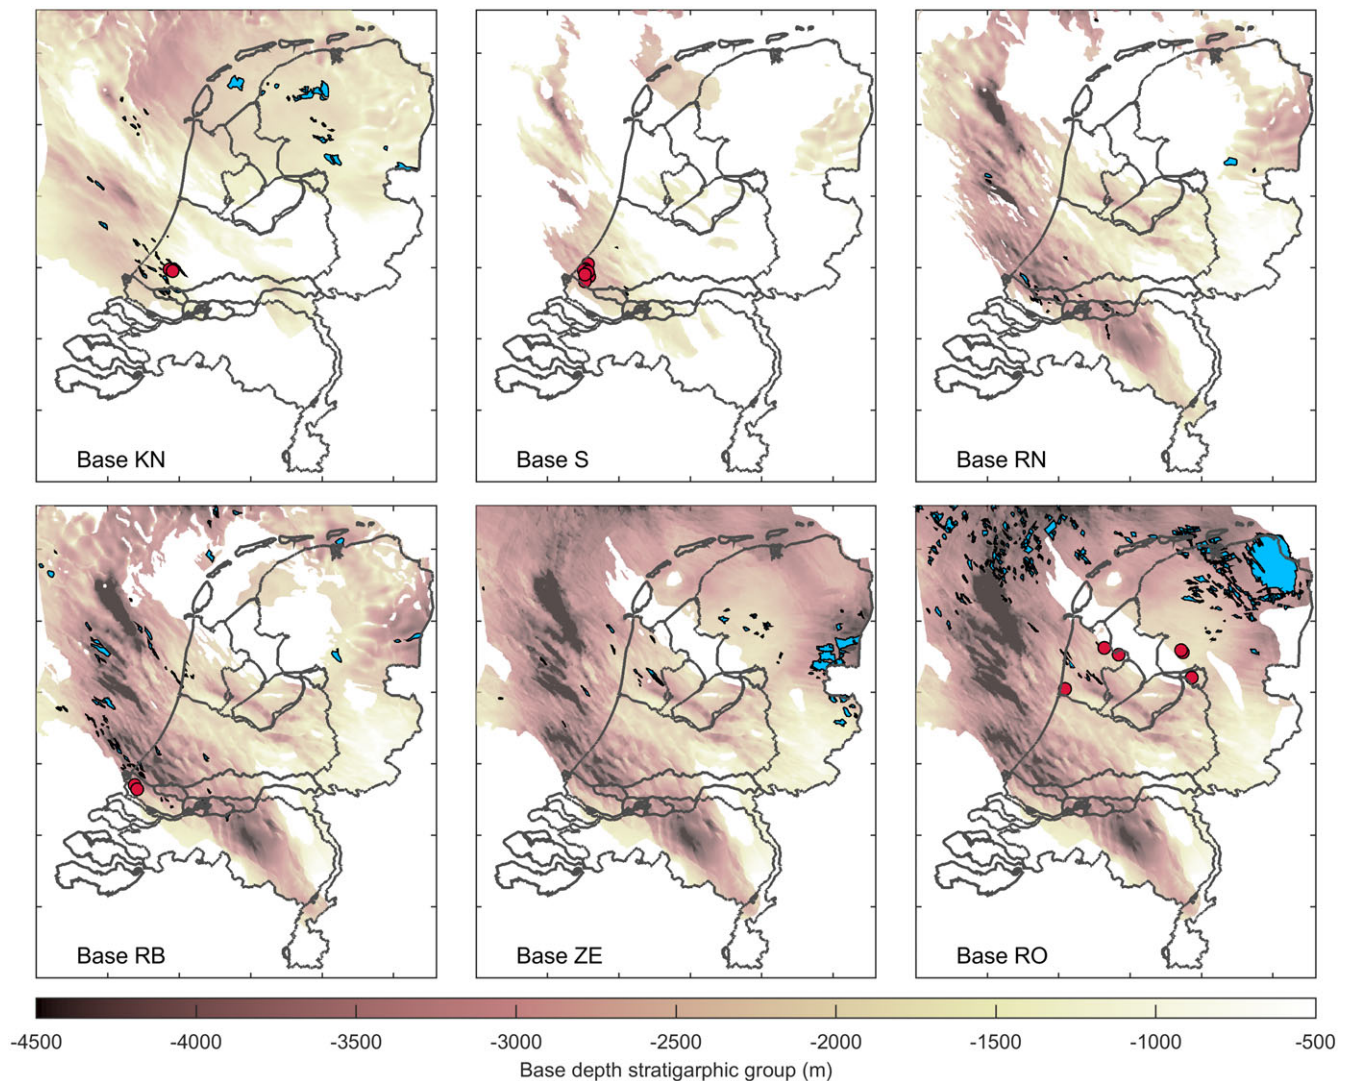 Base KN
Base S
Base RN
Base RB
Base ZE
Base RO
-4500
-4000
-3500
-3000
-2500
-2000
-1500
-1000
-500
Base depth stratigarphic group (m)